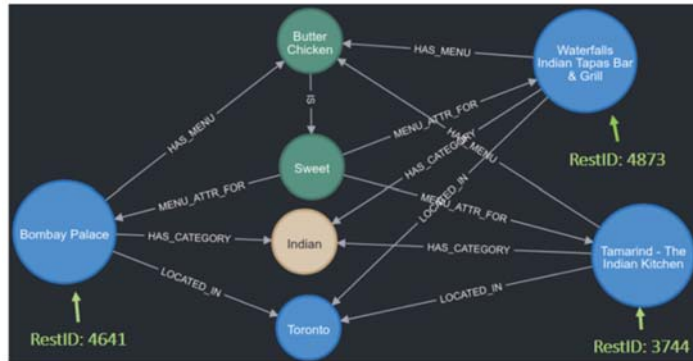 Butter
Chicken
HAS_MENU
Waterfalls
Indian Tapas Bar
& Grill
IS
HAS_MENU
MENU_ATTR_FOR
HAS_MENU
RestID: 4873
HAS_CATEGORY
Sweet
MENU_ATTR_FOR
LOCATED_IN
MENU_ATTR_FOR
Bombay Palace
HAS_CATEGORY
Indian
HAS_CATEGORY
Tamarind - The
Indian Kitchen
LOCATED_IN
LOCATED_IN
Toronto
RestID: 4641
RestID: 3744